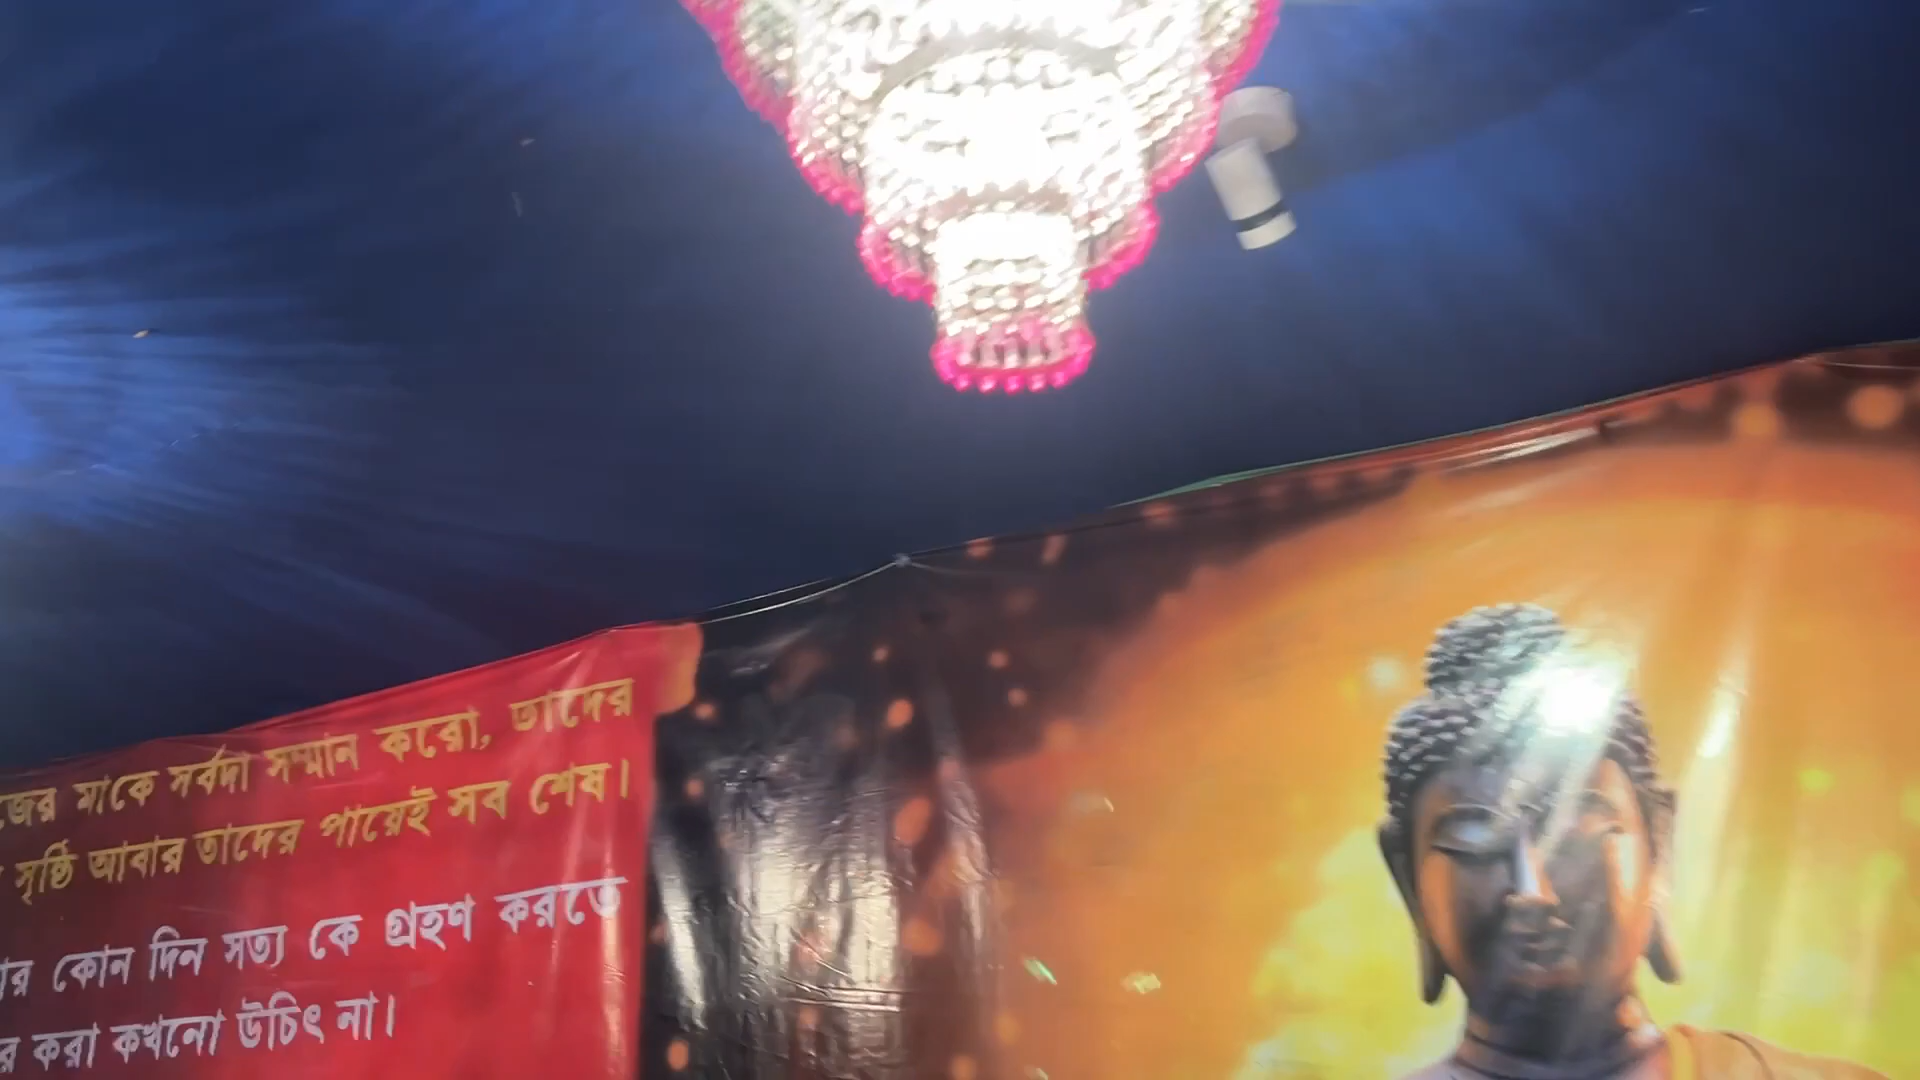 মাকে সর্বদা সম্মান করো, তাদের
সৃষ্ঠি আবার তাদের পায়েই সব শেষ।
কোন দিন সত্য কে গ্রহণ করতে
করা কখনো উচিৎ না।